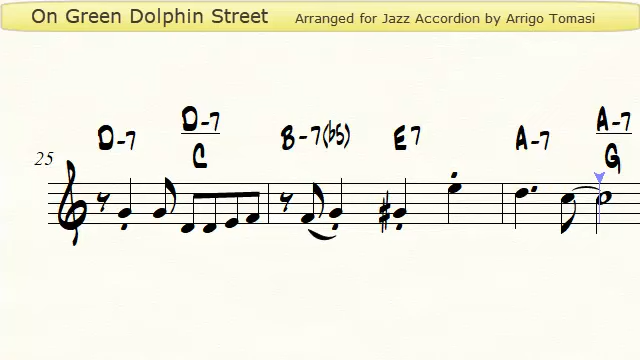 On Green Dolphin Street Arranged for Jazz Accordion by Arrigo Tomasi
D-7 D-7/C B-7(b5) E7 A-7 A-7/G
25